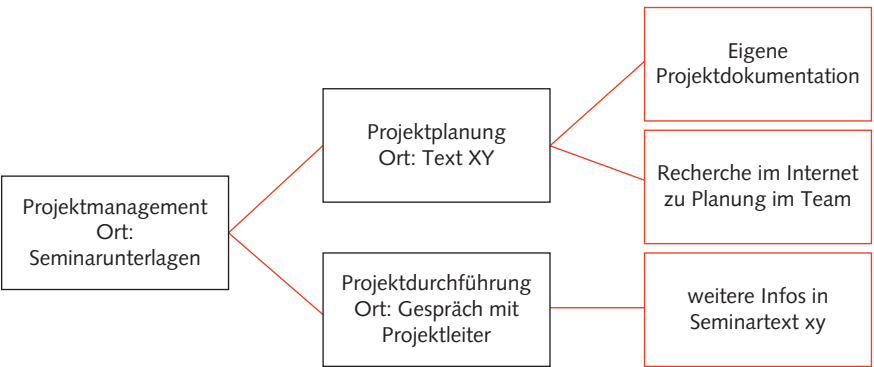 Projektmanagement
Ort:
Seminarunterlagen
Projektplanung
Ort: Text XY
Projektdurchführung
Ort: Gespräch mit
Projektleiter
Eigene
Projektdokumentation
Recherche im Internet
zu Planung im Team
weitere Infos in
Seminartext xy